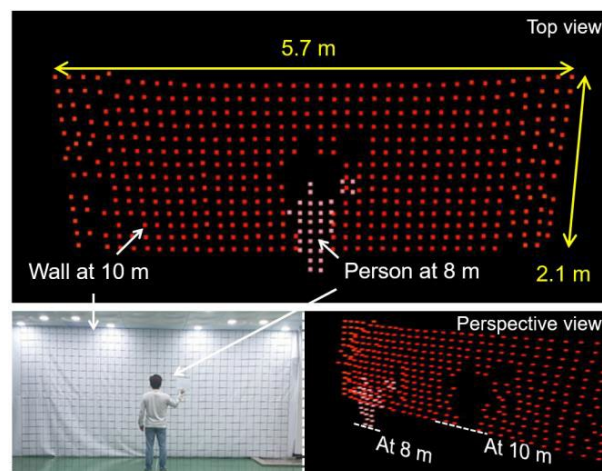 Top view
5.7 m
Wall at 10 m
Person at 8 m
2.1 m
Perspective view
At 8 m
At 10 m